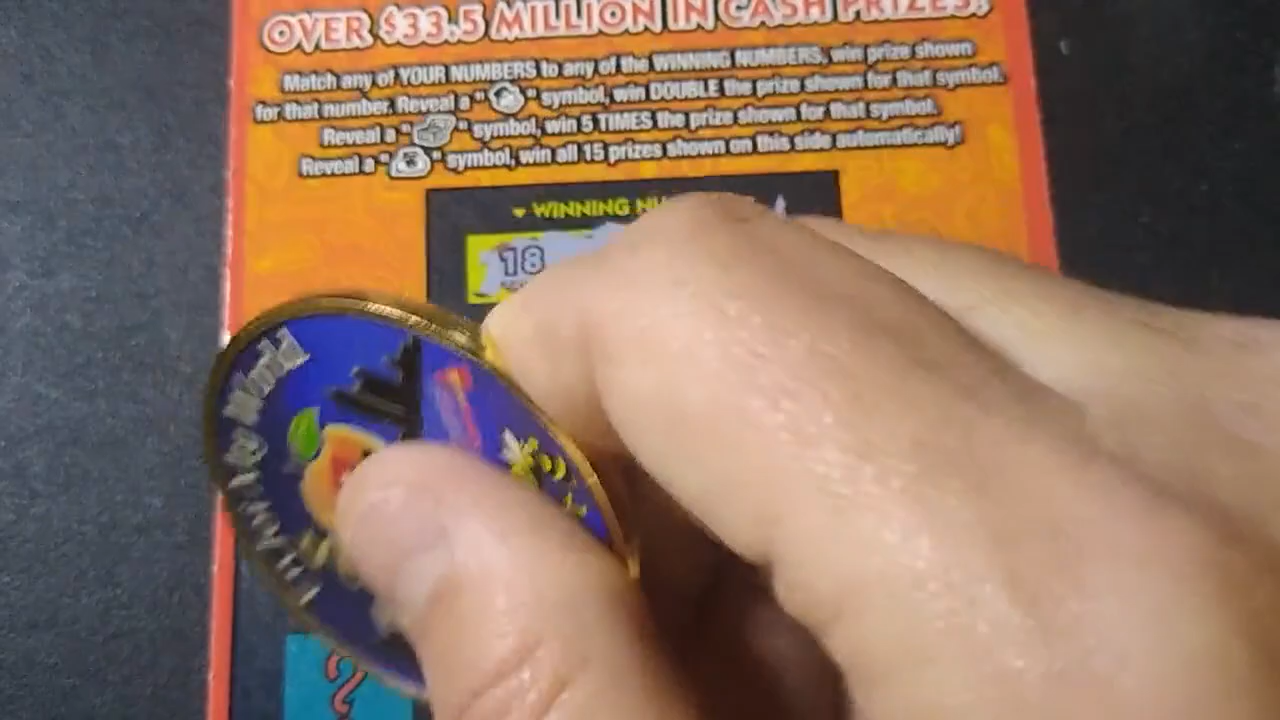 OVER $33.5 MILLION IN CASH PRIZES!
Match any of YOUR NUMBERS to any of the WINNING NUMBERS, win prize shown
for that number. Reveal a " " symbol, win DOUBLE the prize shown for that symbol.
Reveal a " " symbol, win 5 TIMES the prize shown for that symbol.
Reveal a " " symbol, win all 15 prizes shown on this side automatically!
WINNING
18
World
?